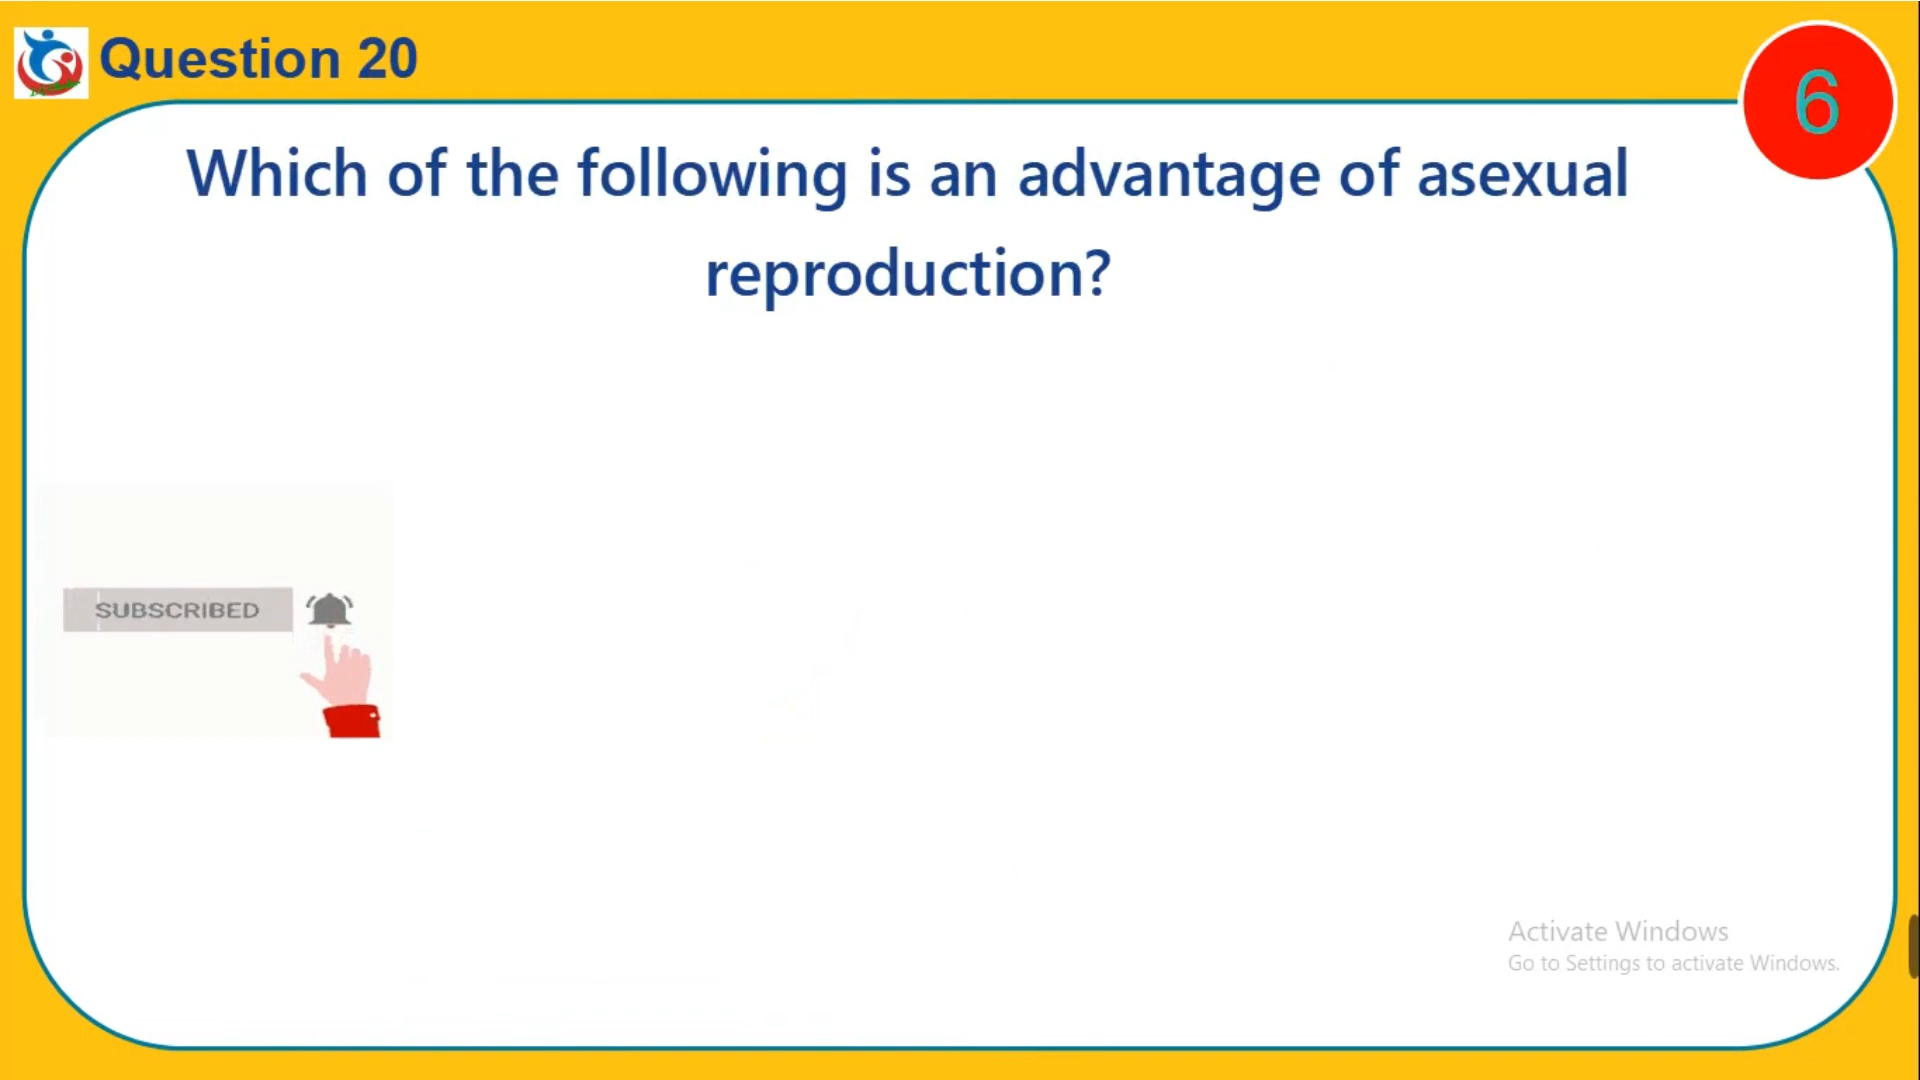 Question 20
6
Which of the following is an advantage of asexual
reproduction?
SUBSCRIBED
Activate Windows
Go to Settings to activate Windows.